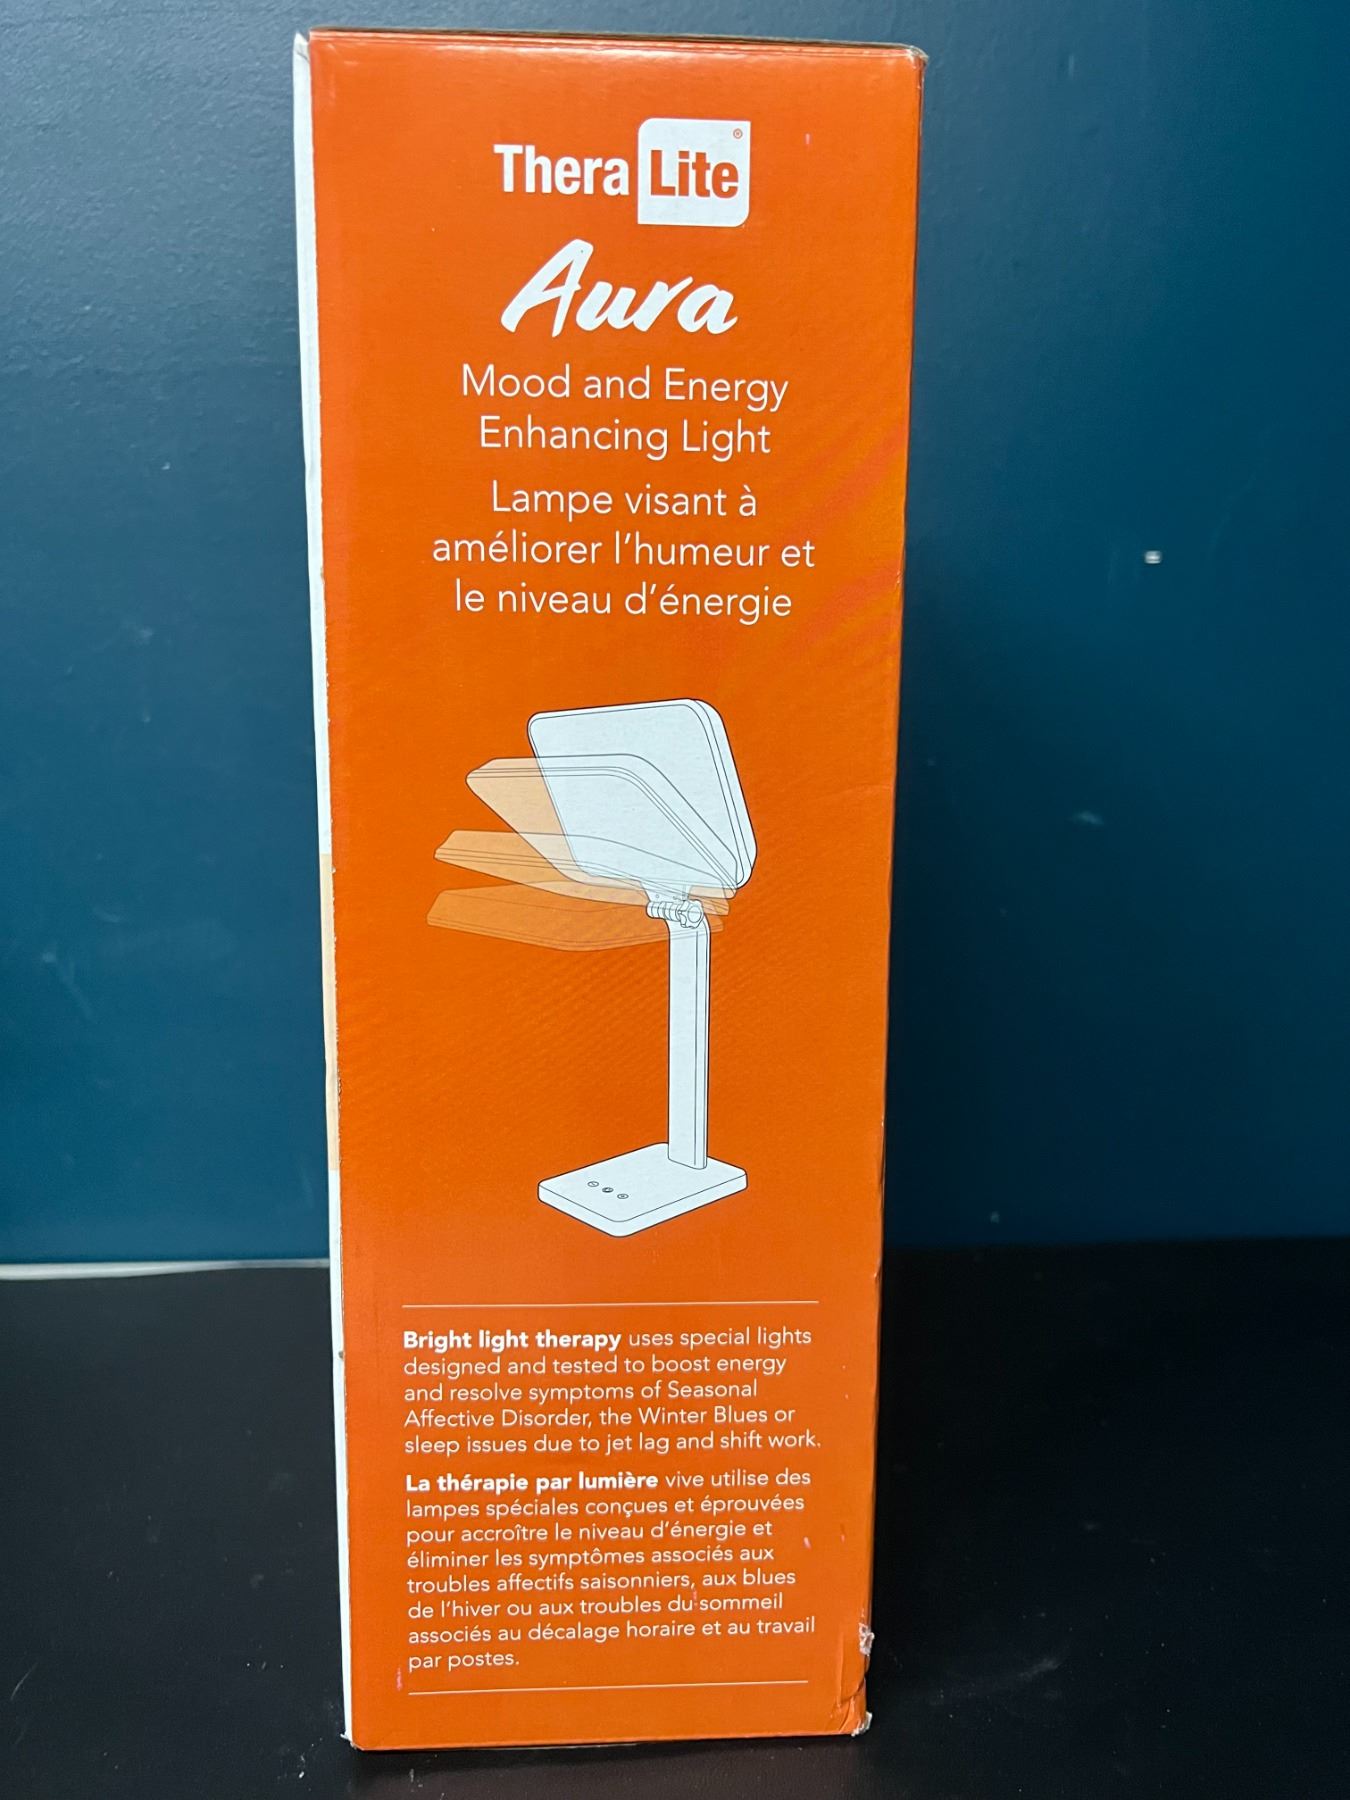 Thera Lite®
Aura
Mood and Energy
Enhancing Light
Lampe visant à
améliorer l'humeur et
le niveau d'énergie
Bright light therapy uses special lights
designed and tested to boost energy
and resolve symptoms of Seasonal
Affective Disorder, the Winter Blues or
sleep issues due to jet lag and shift work.
La thérapie par lumière vive utilise des
lampes spéciales conçues et éprouvées
pour accroître le niveau d'énergie et
éliminer les symptômes associés aux
troubles affectifs saisonniers, aux blues
de l'hiver ou aux troubles du sommeil
associés au décalage horaire et au travail
par postes.